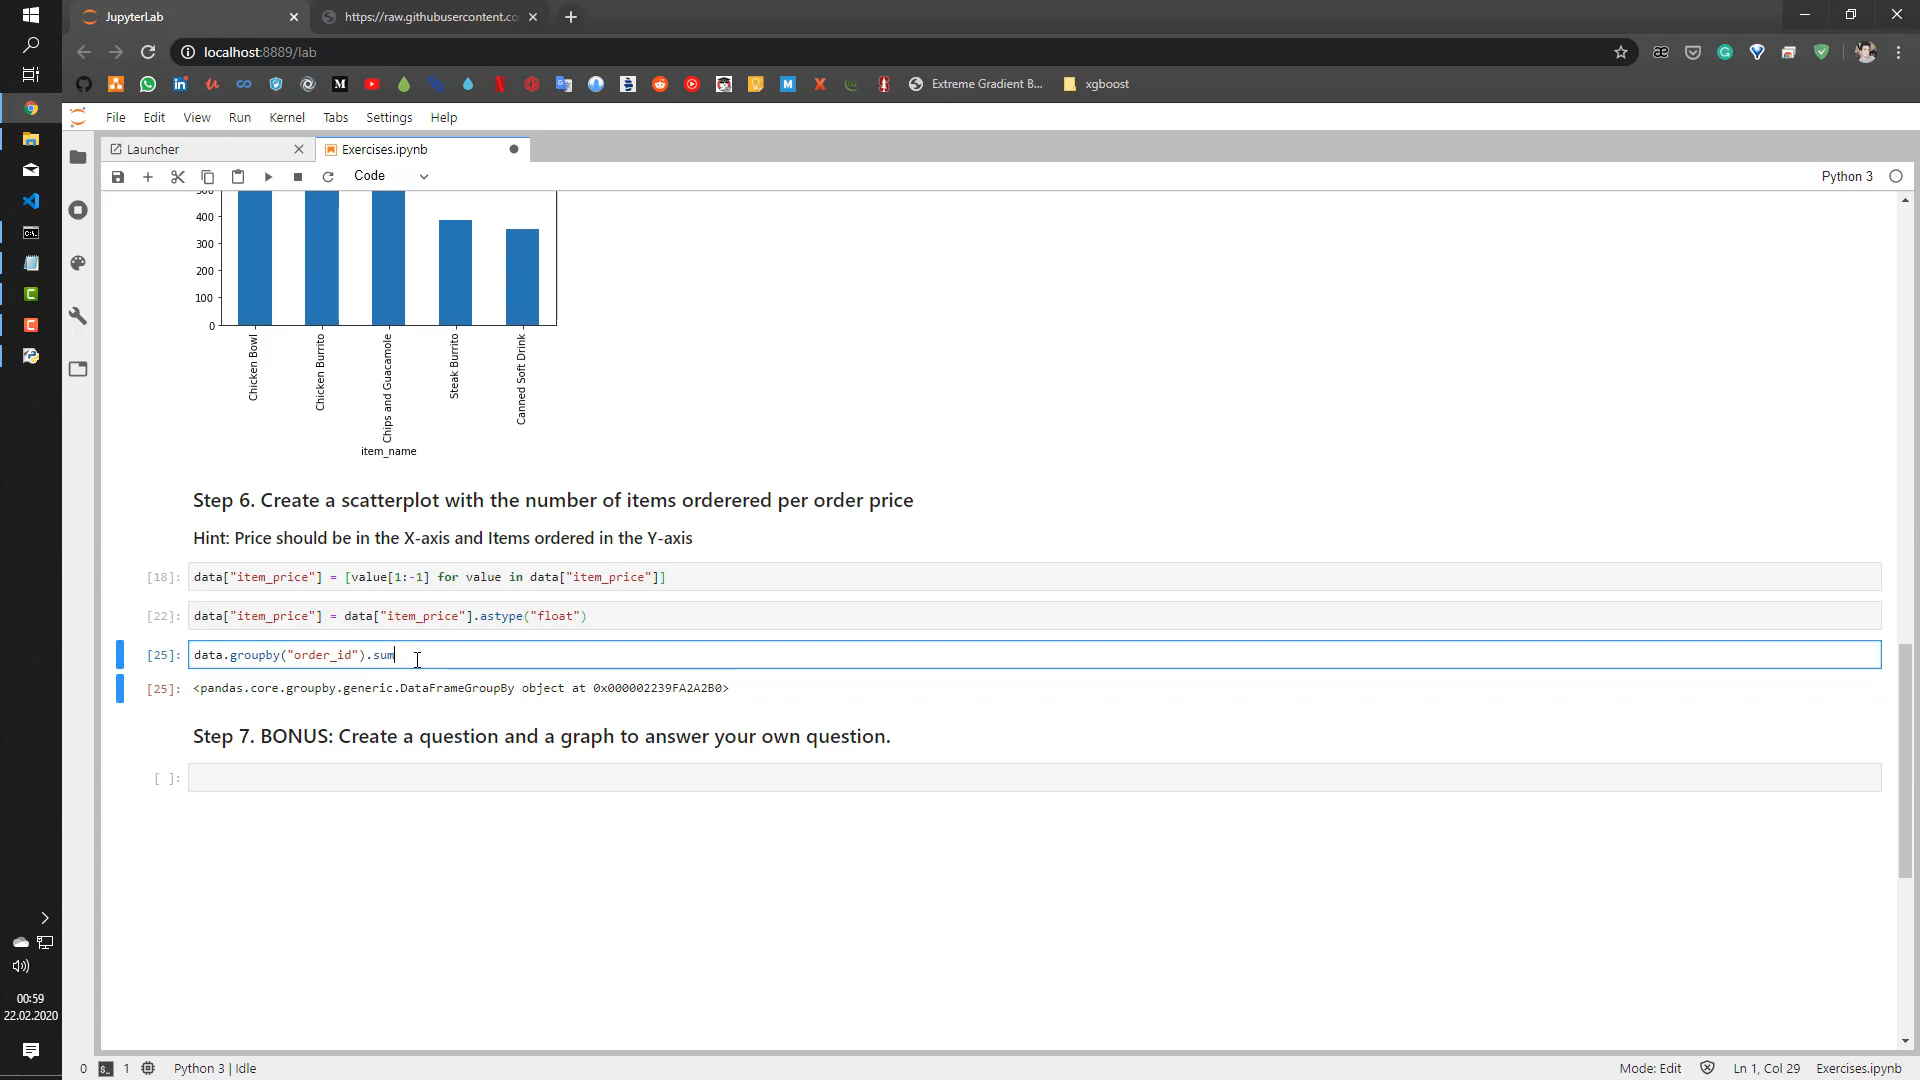 JupyterLab
https://raw.githubusercontent.co
localhost:8889/lab
Extreme Gradient B...
xgboost
File Edit View Run Kernel Tabs Settings Help
Launcher
Exercises.ipynb
Code
Python 3
400
300
200
100
0
Chicken Bowl
Chicken Burrito
Chips and Guacamole
Steak Burrito
Canned Soft Drink
item_name
Step 6. Create a scatterplot with the number of items orderered per order price
Hint: Price should be in the X-axis and Items ordered in the Y-axis
[18]: data["item_price"] = [value[1:-1] for value in data["item_price"]]
[22]: data["item_price"] = data["item_price"].astype("float")
[25]: data.groupby("order_id").sum
[25]: <pandas.core.groupby.generic.DataFrameGroupBy object at 0x000002239FA2A2B0>
Step 7. BONUS: Create a question and a graph to answer your own question.
[ ]:
00:59
22.02.2020
0 1 Python 3 | Idle
Mode: Edit Ln 1, Col 29 Exercises.ipynb